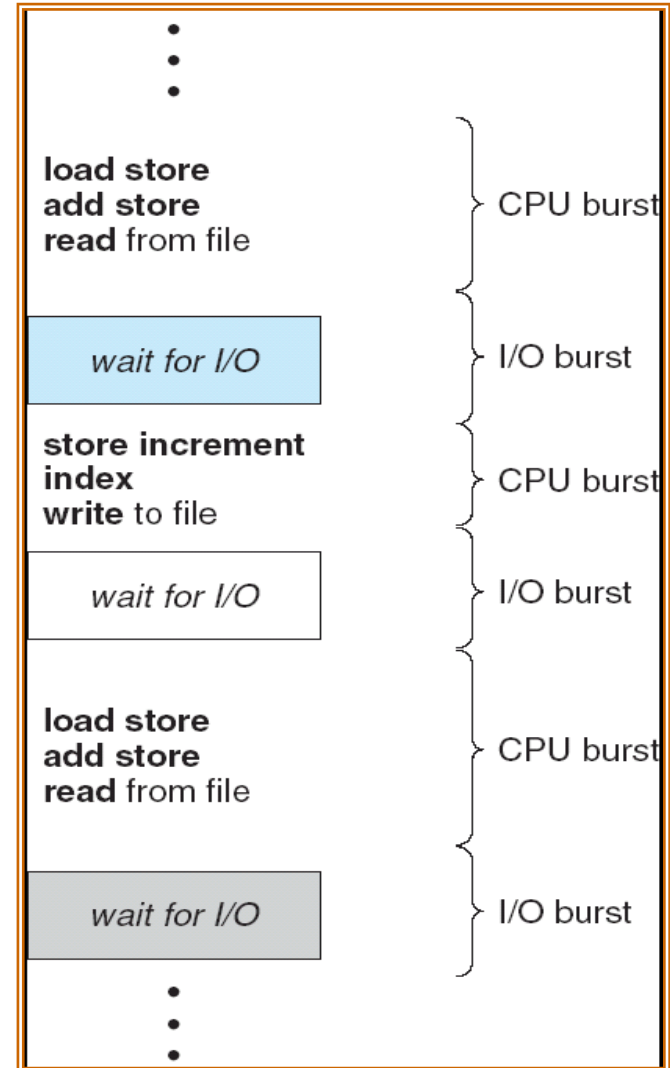 load store
add store
read from file
CPU burst
wait for I/O
I/O burst
store increment
index
write to file
CPU burst
wait for I/O
I/O burst
load store
add store
read from file
CPU burst
wait for I/O
I/O burst